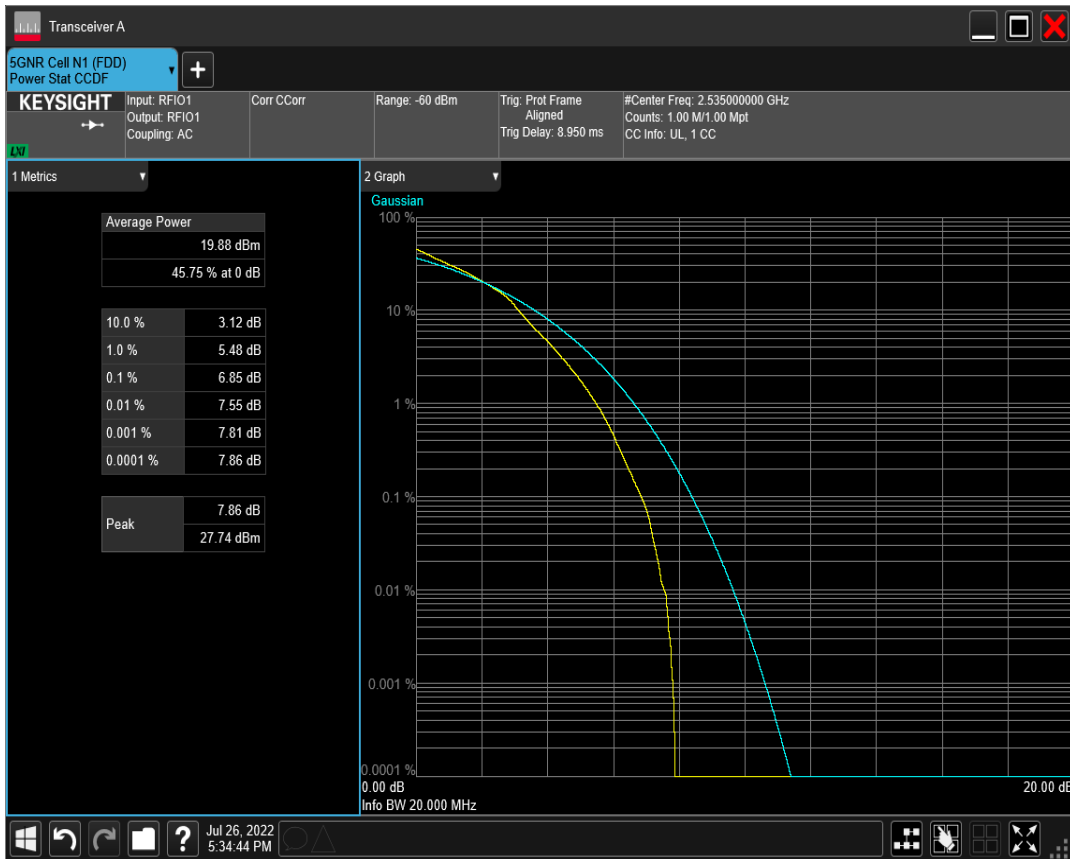 Transceiver A
5GNR Cell N1 (FDD)
Power Stat CCDF
KEYSIGHT
LXI
Input: RFIO1
Output: RFIO1
Coupling: AC
Corr CCorr
Range: -60 dBm
Trig: Prot Frame
Aligned
Trig Delay: 8.950 ms
#Center Freq: 2.535000000 GHz
Counts: 1.00 M/1.00 Mpt
CC Info: UL, 1 CC
1 Metrics
Average Power
19.88 dBm
45.75 % at 0 dB
10.0 % 3.12 dB
1.0 % 5.48 dB
0.1 % 6.85 dB
0.01 % 7.55 dB
0.001 % 7.81 dB
0.0001 % 7.86 dB
Peak 7.86 dB
27.74 dBm
2 Graph
Gaussian
100 %
10 %
1 %
0.1 %
0.01 %
0.001 %
0.0001 %
0.00 dB 20.00 dB
Info BW 20.000 MHz
?
Jul 26, 2022
5:34:44 PM